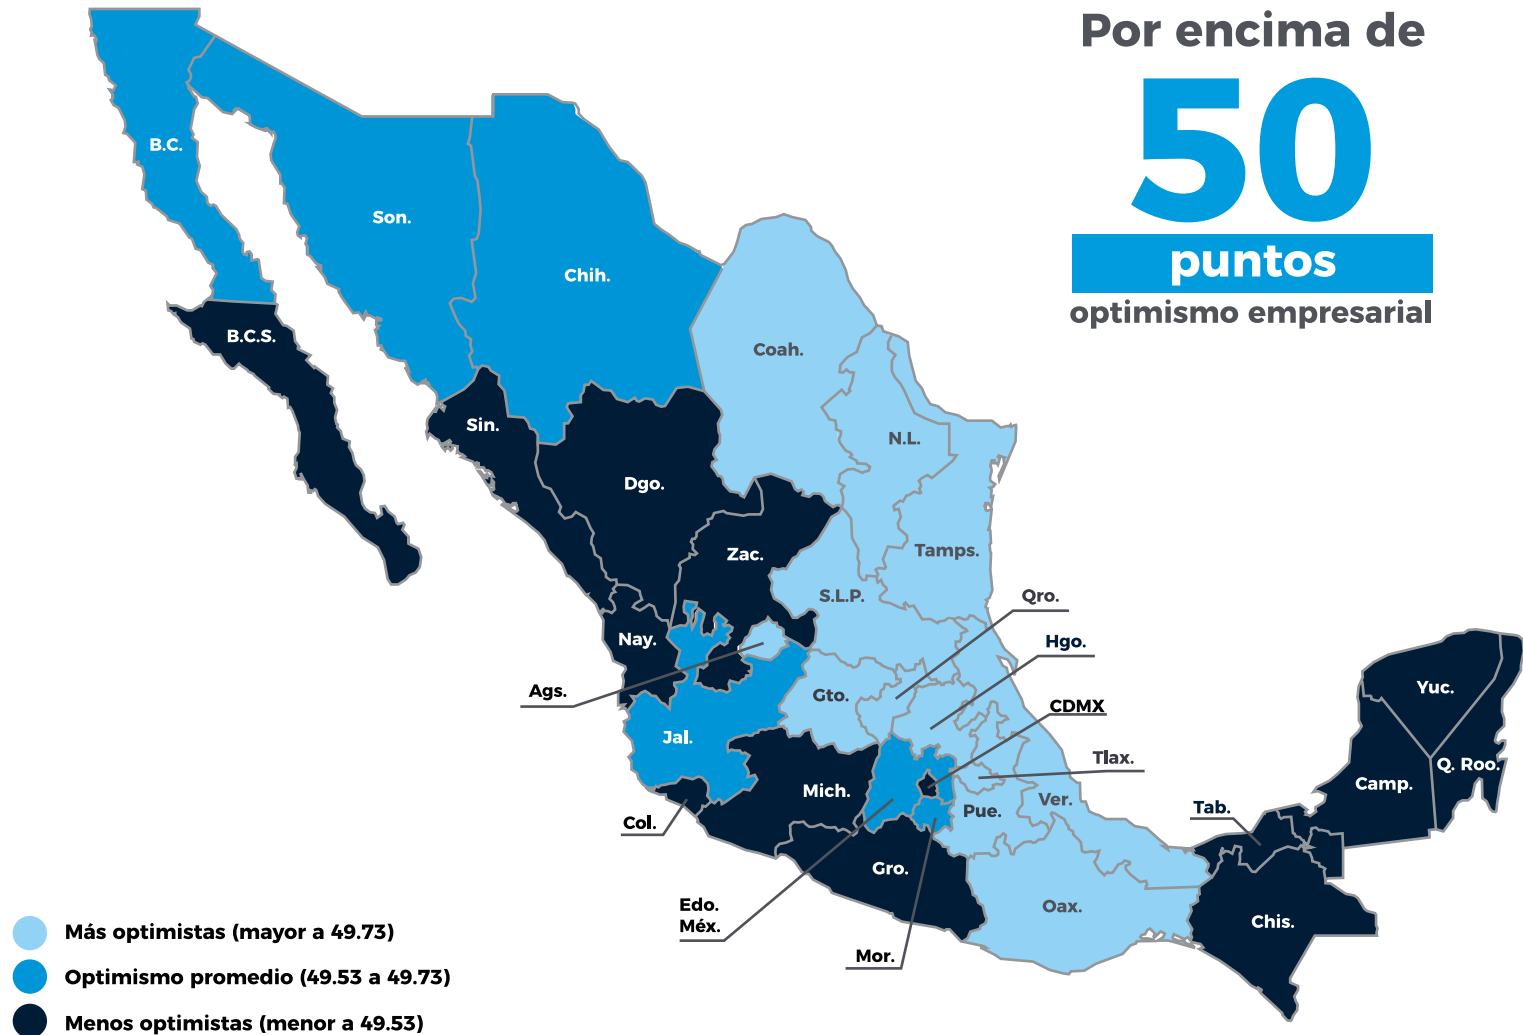 Por encima de
50
puntos
optimismo empresarial
B.C.
Son.
Chih.
B.C.S.
Coah.
Sin.
N.L.
Dgo.
Zac.
Tamps.
S.L.P.
Qro.
Nay.
Hgo.
Ags.
Gto.
CDMX
Yuc.
Jal.
Tlax.
Q. Roo.
Mich.
Camp.
Ver.
Pue.
Tab.
Col.
Gro.
Edo.
Méx.
Oax.
Chis.
Mor.
Más optimistas (mayor a 49.73)
Optimismo promedio (49.53 a 49.73)
Menos optimistas (menor a 49.53)